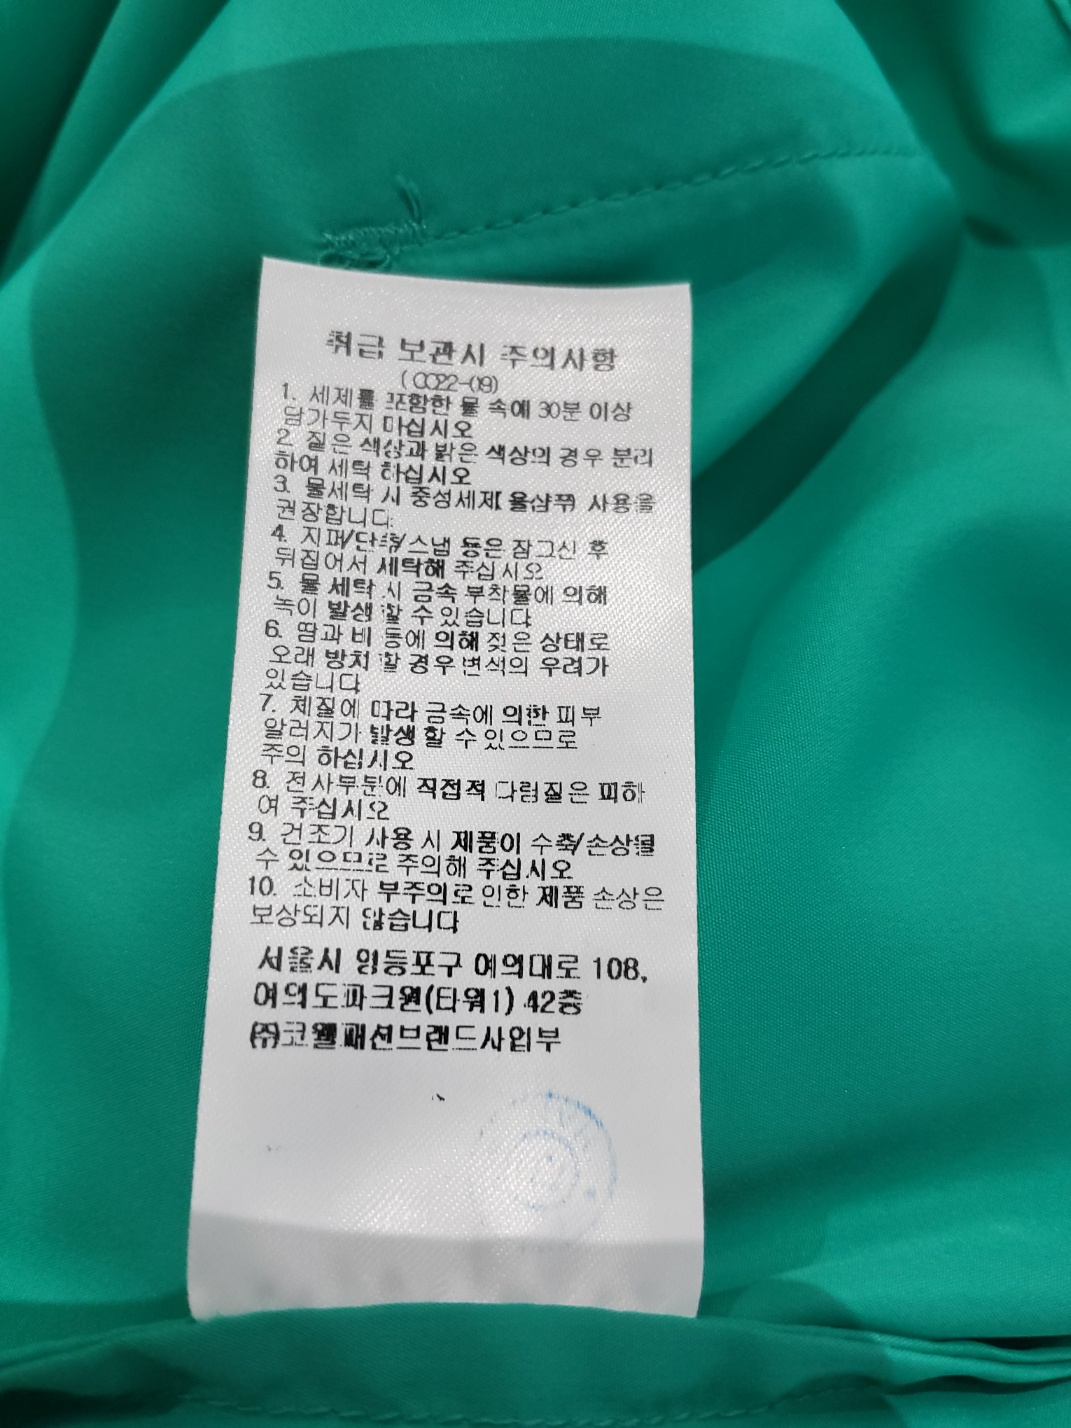 취급 보관시 주의사항
(CC22-09)
1. 세제를 포함한 물 속에 30분 이상
담가두지 마십시오
2. 짙은 색상과 밝은 색상의 경우 분리
하여 세탁 하십시오
3. 물세탁 시 중성세제[울샴푸] 사용을
권장합니다.
4. 지퍼/단추/스냅 등은 잠그신 후
뒤집어서 세탁해 주십시오
5. 물 세탁 시 금속 부착물에 의해
녹이 발생 할 수 있습니다
6. 땀과 비 등에 의해 젖은 상태로
오래 방치 할 경우 변색의 우려가
있습니다
7. 체질에 따라 금속에 의한 피부
알러지가 발생 할 수 있으므로
주의 하십시오
8. 전사부분에 직접적 다림질은 피하
여 주십시오
9. 건조기 사용 시 제품이 수축/손상될
수 있으므로 주의해 주십시오
10. 소비자 부주의로 인한 제품 손상은
보상되지 않습니다
서울시 영등포구 여의대로 108,
여의도파크원(타워1) 42층
(주)코웰패션브랜드사업부